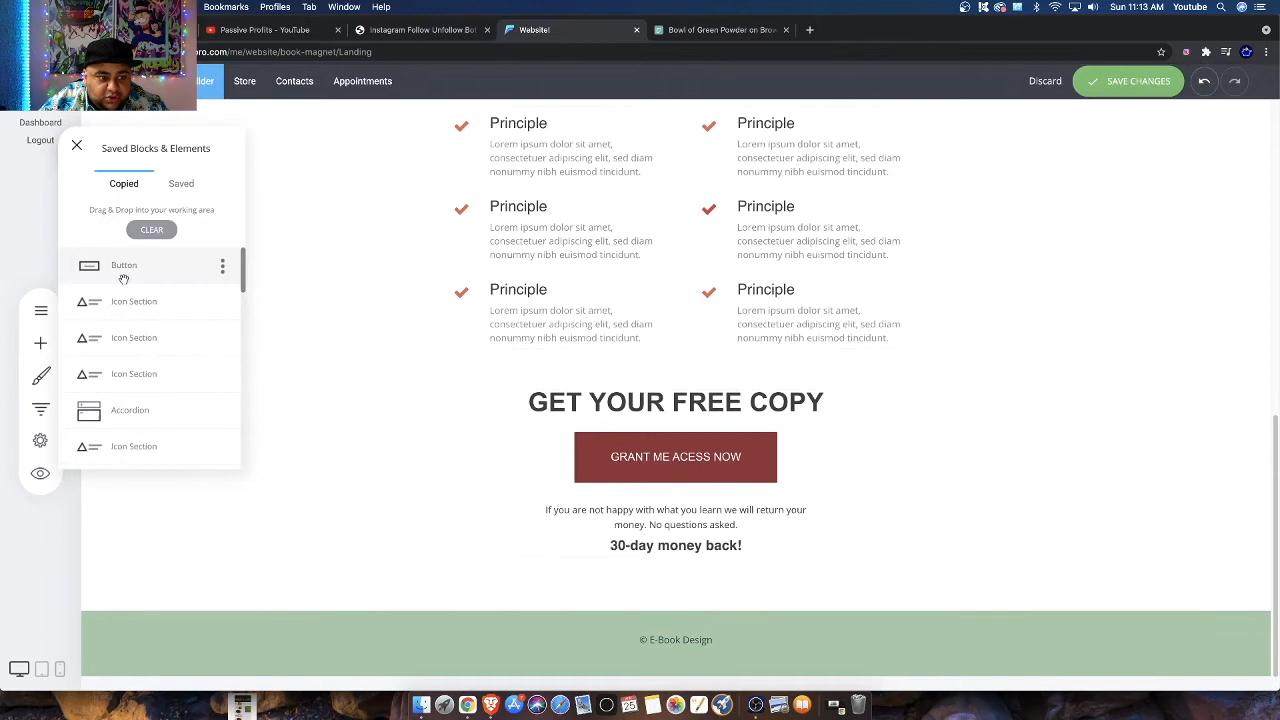 Bookmarks Profiles Tab Window Help
Sun 11:13 AM Youtube
Passive Profits - YouTube
Instagram Follow Unfollow Bot
Website!
Bowl of Green Powder on Brow
pro.com/me/website/book-magnet/Landing
ilder Store Contacts Appointments Discard SAVE CHANGES
Dashboard
Logout
Saved Blocks & Elements
Copied Saved
Drag & Drop into your working area
CLEAR
Button
Icon Section
Icon Section
Icon Section
Accordion
Icon Section
Principle
Lorem ipsum dolor sit amet,
consectetuer adipiscing elit, sed diam
nonummy nibh euismod tincidunt.
Principle
Lorem ipsum dolor sit amet,
consectetuer adipiscing elit, sed diam
nonummy nibh euismod tincidunt.
Principle
Lorem ipsum dolor sit amet,
consectetuer adipiscing elit, sed diam
nonummy nibh euismod tincidunt.
Principle
Lorem ipsum dolor sit amet,
consectetuer adipiscing elit, sed diam
nonummy nibh euismod tincidunt.
Principle
Lorem ipsum dolor sit amet,
consectetuer adipiscing elit, sed diam
nonummy nibh euismod tincidunt.
Principle
Lorem ipsum dolor sit amet,
consectetuer adipiscing elit, sed diam
nonummy nibh euismod tincidunt.
GET YOUR FREE COPY
GRANT ME ACESS NOW
If you are not happy with what you learn we will return your
money. No questions asked.
30-day money back!
© E-Book Design
25